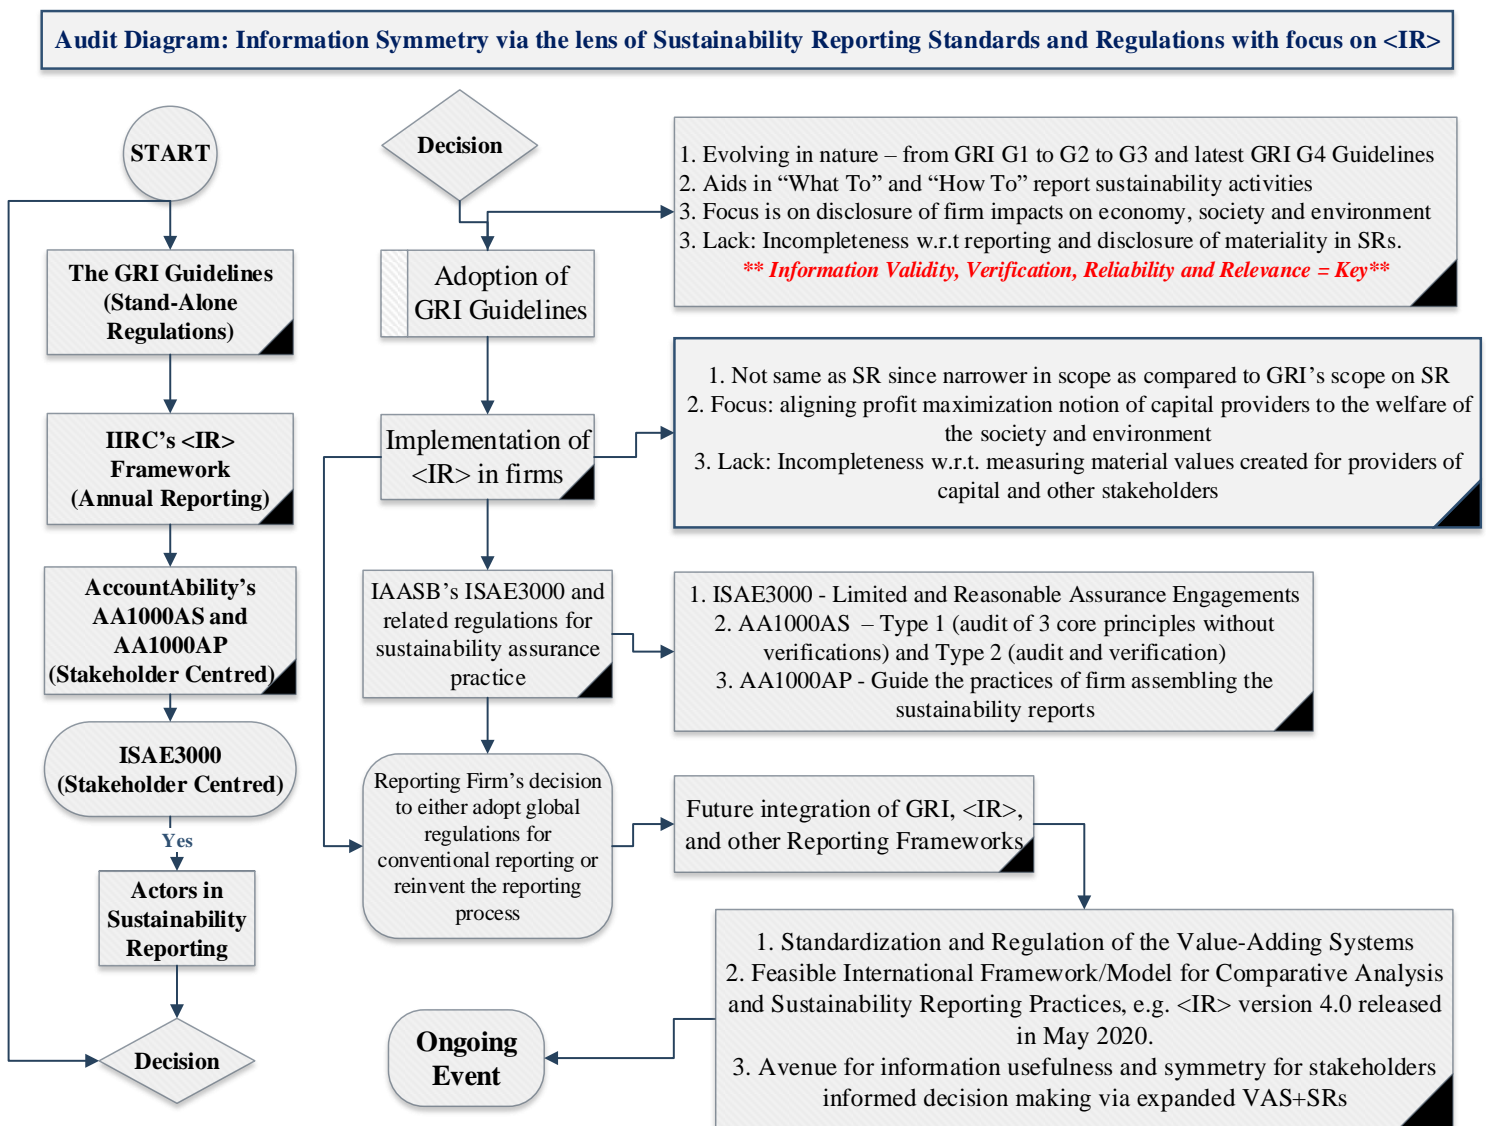 Audit Diagram: Information Symmetry via the lens of Sustainability Reporting Standards and Regulations with focus on <IR>
START
The GRI Guidelines
(Stand-Alone
Regulations)
IIRC’s <IR>
Framework
(Annual Reporting)
AccountAbility’s
AA1000AS and
AA1000AP
(Stakeholder Centred)
ISAE3000
(Stakeholder Centred)
Yes
Actors in
Sustainability
Reporting
Decision
Decision
Adoption of
GRI Guidelines
Implementation of
<IR> in firms
IAASB’s ISAE3000 and
related regulations for
sustainability assurance
practice
Reporting Firm’s decision
to either adopt global
regulations for
conventional reporting or
reinvent the reporting
process
1. Evolving in nature – from GRI G1 to G2 to G3 and latest GRI G4 Guidelines
2. Aids in “What To” and “How To” report sustainability activities
3. Focus is on disclosure of firm impacts on economy, society and environment
3. Lack: Incompleteness w.r.t reporting and disclosure of materiality in SRs.
** Information Validity, Verification, Reliability and Relevance = Key**
1. Not same as SR since narrower in scope as compared to GRI’s scope on SR
2. Focus: aligning profit maximization notion of capital providers to the welfare of
the society and environment
3. Lack: Incompleteness w.r.t. measuring material values created for providers of
capital and other stakeholders
1. ISAE3000 - Limited and Reasonable Assurance Engagements
2. AA1000AS – Type 1 (audit of 3 core principles without
verifications) and Type 2 (audit and verification)
3. AA1000AP - Guide the practices of firm assembling the
sustainability reports
Future integration of GRI, <IR>,
and other Reporting Frameworks
1. Standardization and Regulation of the Value-Adding Systems
2. Feasible International Framework/Model for Comparative Analysis
and Sustainability Reporting Practices, e.g. <IR> version 4.0 released
in May 2020.
3. Avenue for information usefulness and symmetry for stakeholders
informed decision making via expanded VAS+SRs
Ongoing
Event